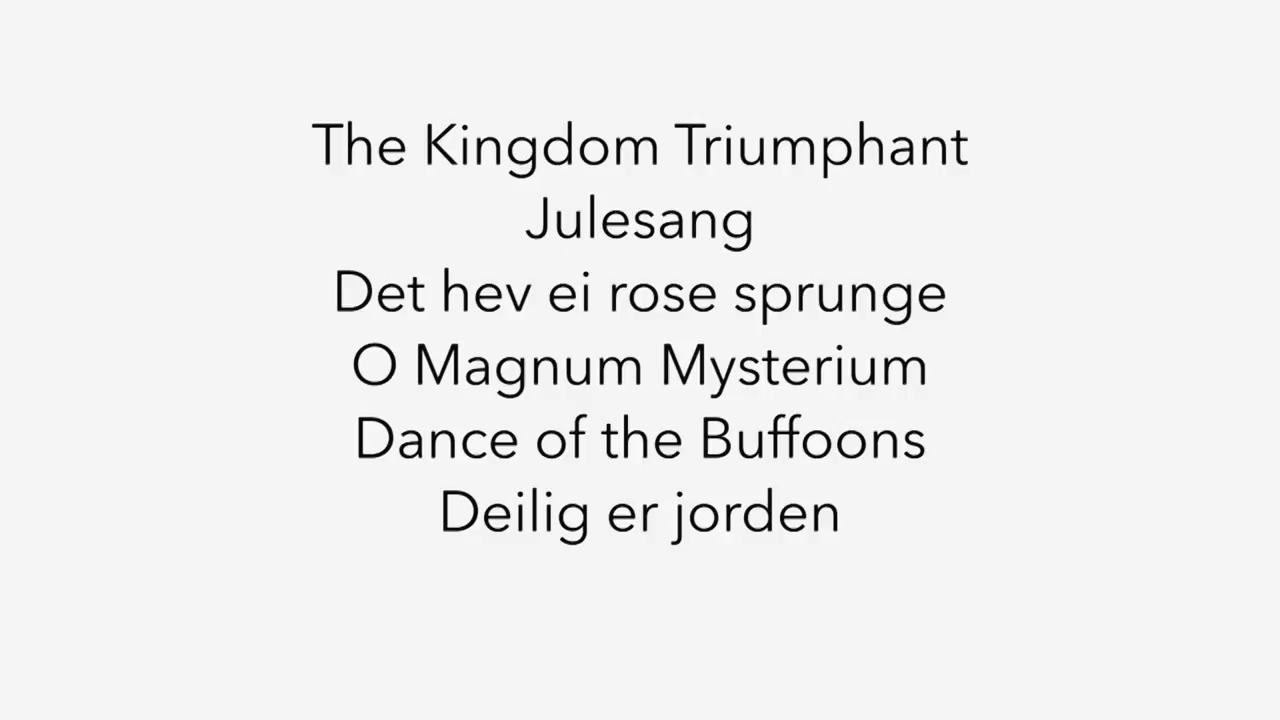 The Kingdom Triumphant
Julesang
Det hev ei rose sprunge
O Magnum Mysterium
Dance of the Buffoons
Deilig er jorden